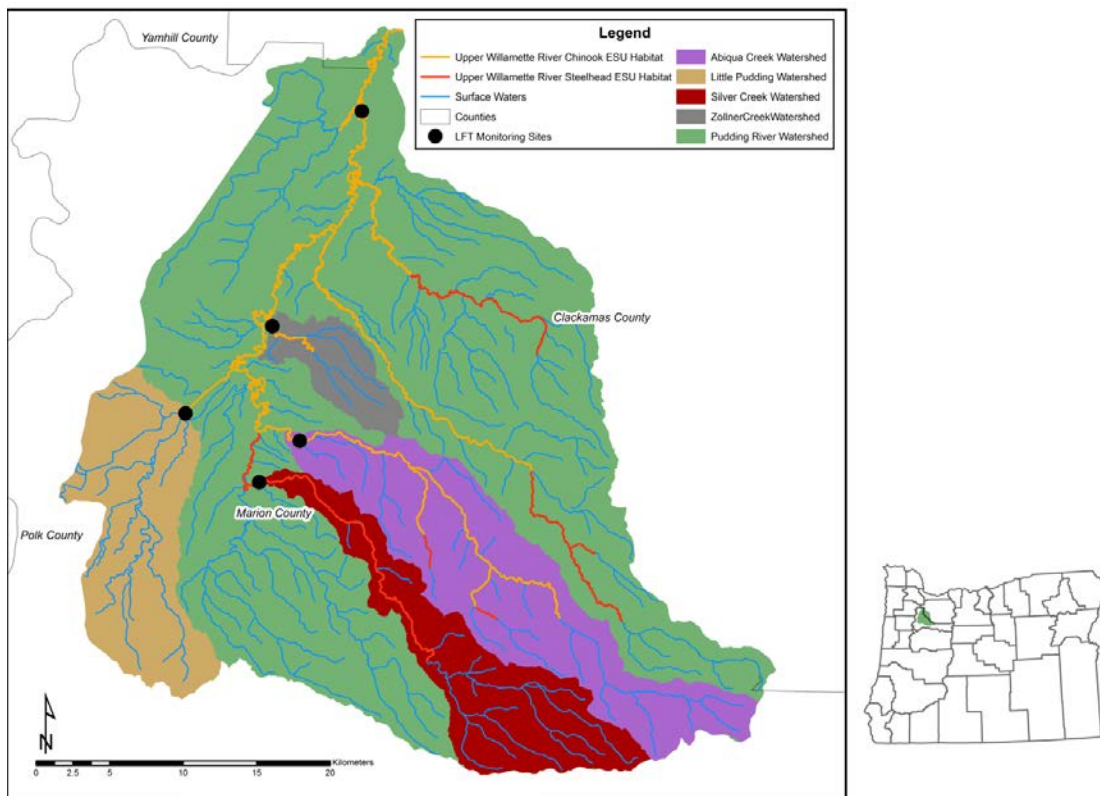 Yamhill County
Legend
Upper Willamette River Chinook ESU Habitat
Upper Willamette River Steelhead ESU Habitat
Surface Waters
Counties
LFT Monitoring Sites
Abiqua Creek Watershed
Little Pudding Watershed
Silver Creek Watershed
ZollnerCreekWatershed
Pudding River Watershed
Clackamas County
Marion County
Polk County
N
Kilometers
0 2.5 5 10 15 20